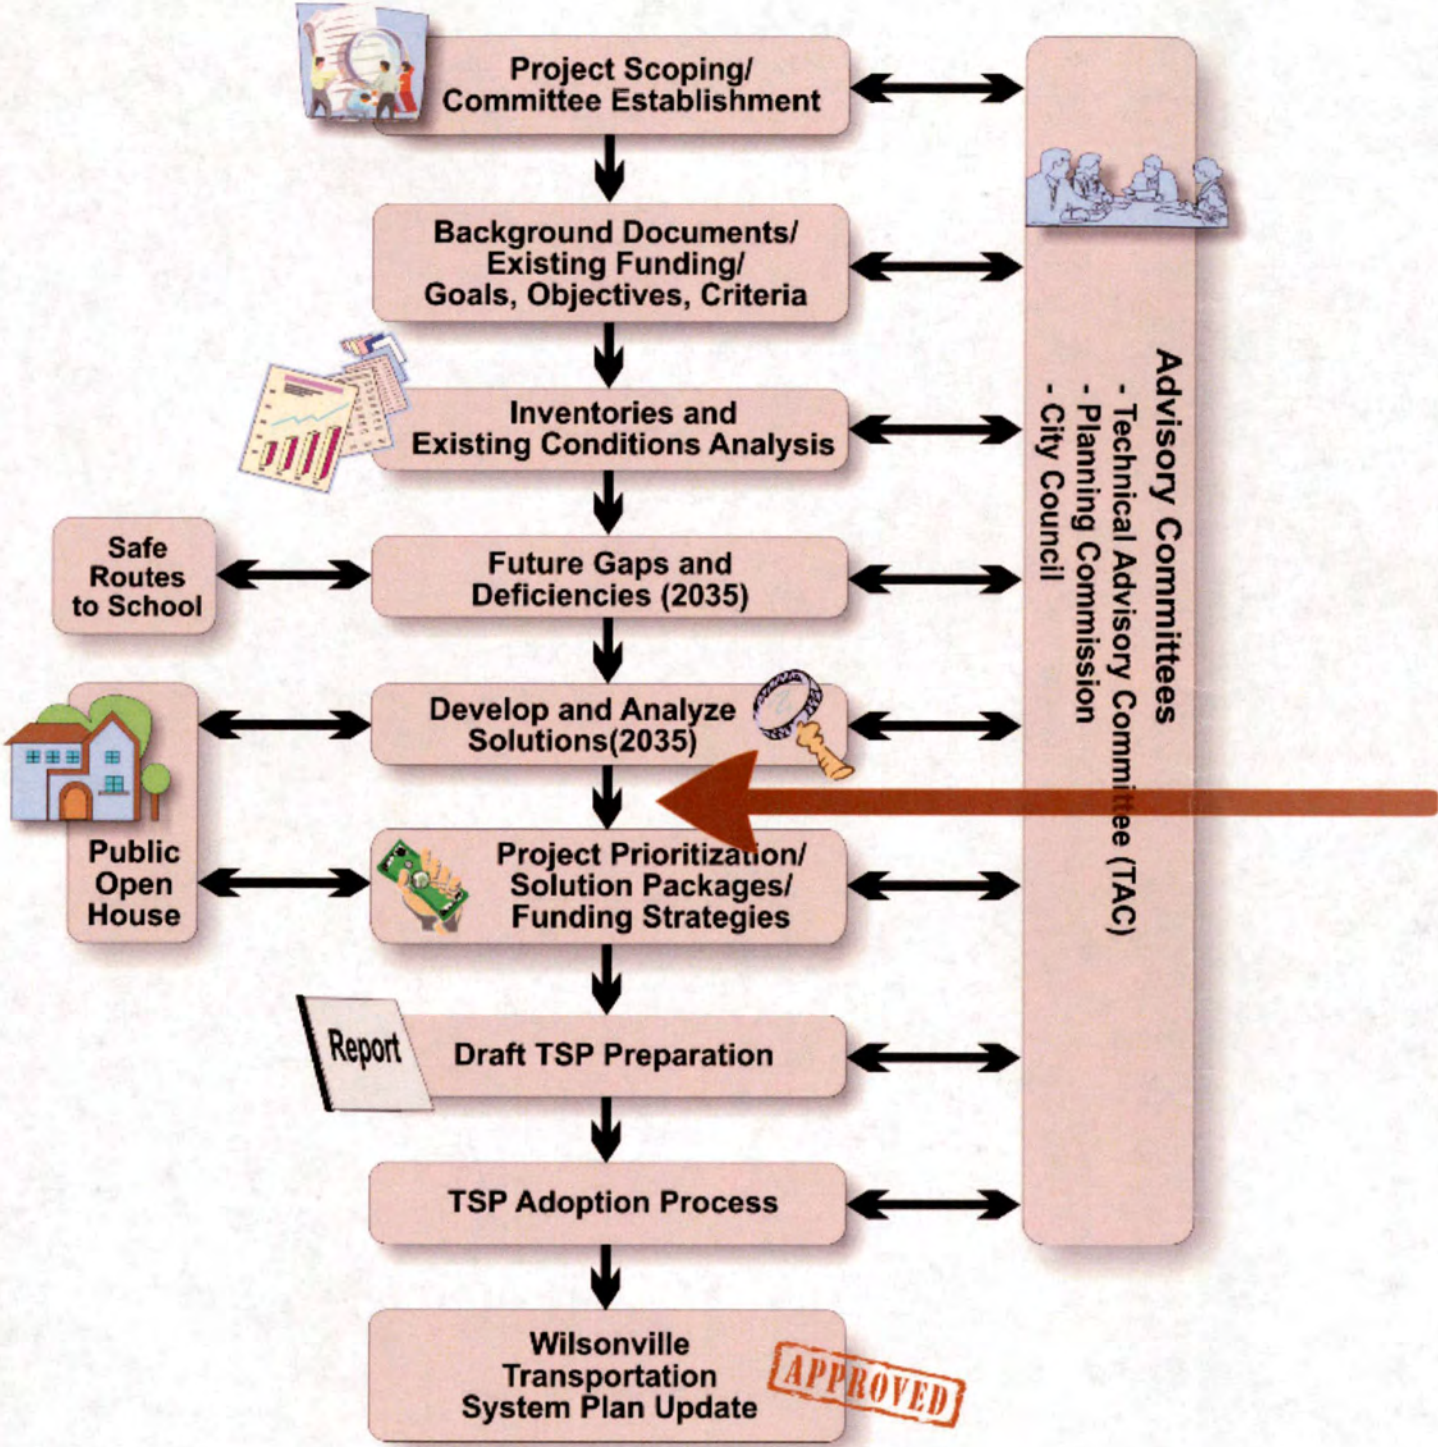 Project Scoping/
Committee Establishment
Background Documents/
Existing Funding/
Goals, Objectives, Criteria
Inventories and
Existing Conditions Analysis
Safe
Routes
to School
Future Gaps and
Deficiencies (2035)
Develop and Analyze
Solutions(2035)
Public
Open
House
Project Prioritization/
Solution Packages/
Funding Strategies
Report
Draft TSP Preparation
TSP Adoption Process
Wilsonville
Transportation
System Plan Update
APPROVED
Advisory Committees
- Technical Advisory Committee (TAC)
- Planning Commission
- City Council